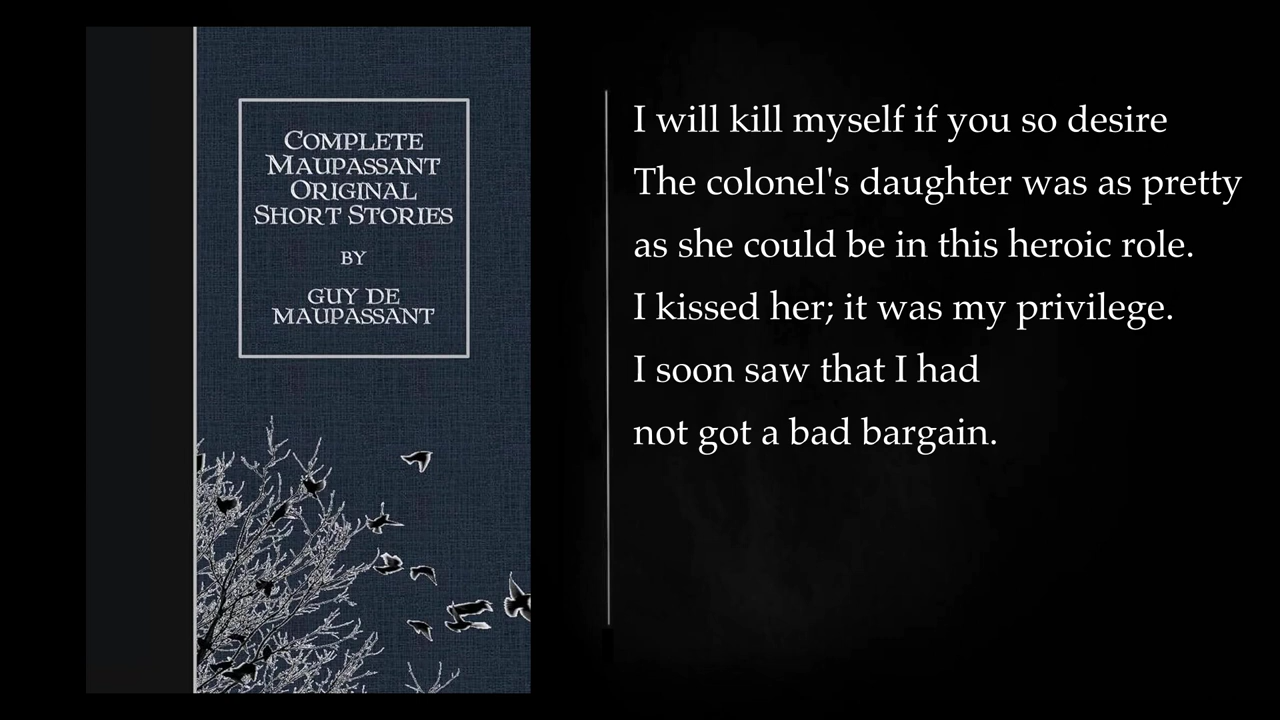 COMPLETE
MAUPASSANT
ORIGINAL
SHORT STORIES
BY
GUY DE
MAUPASSANT
I will kill myself if you so desire
The colonel's daughter was as pretty
as she could be in this heroic role.
I kissed her; it was my privilege.
I soon saw that I had
not got a bad bargain.